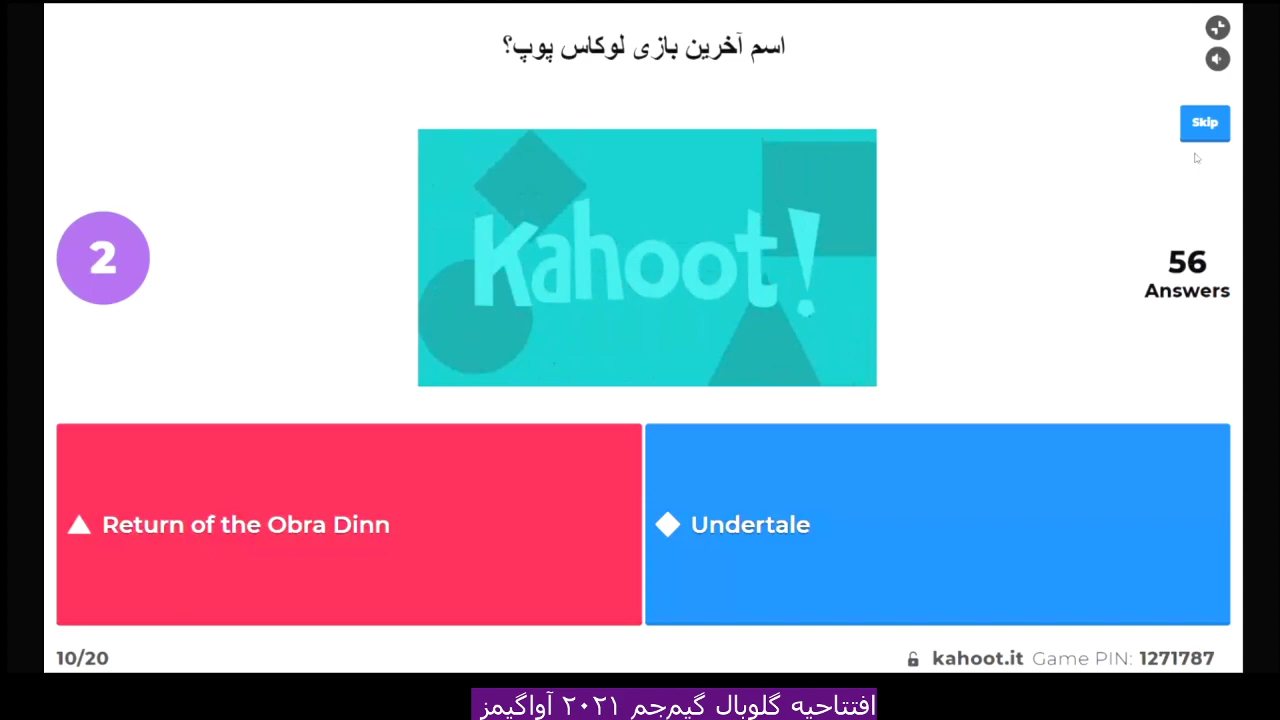 اسم آخرین بازی لوکاس پوپ؟
Skip
Kahoot!
2
56
Answers
Return of the Obra Dinn
Undertale
10/20
kahoot.it Game PIN: 1271787
افتتاحیه گلوبال گیم‌جم ۲۰۲۱ آواگیمز